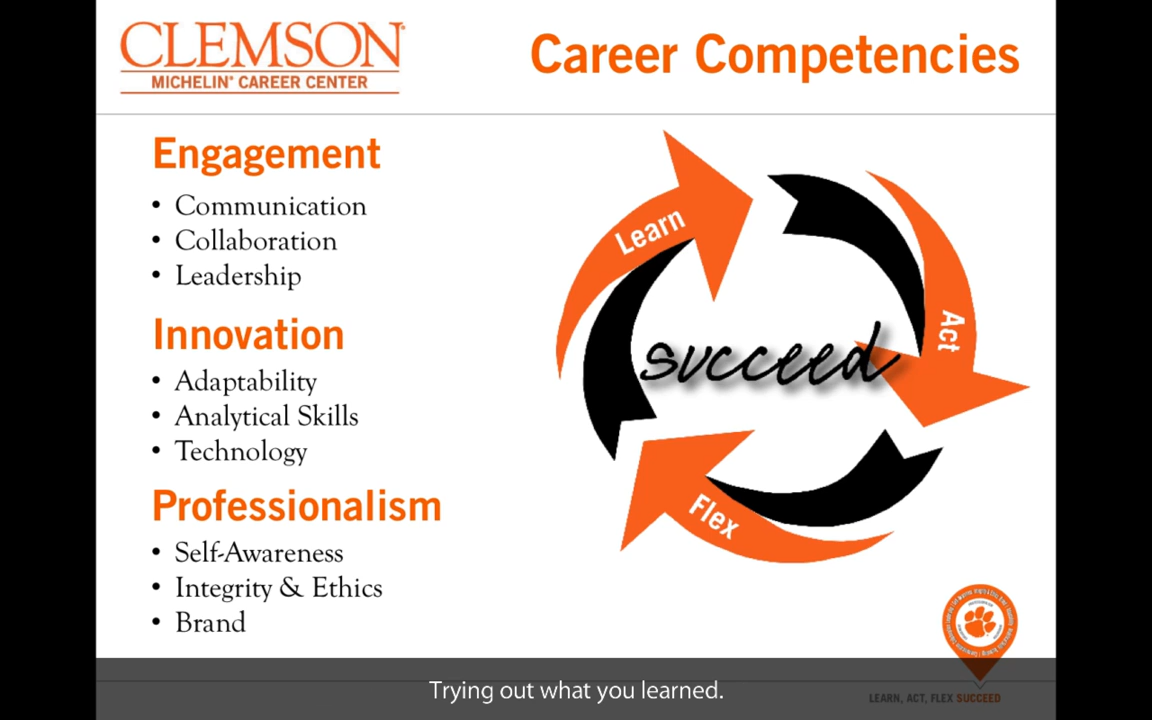 CLEMSON®
MICHELIN® CAREER CENTER
Career Competencies
Engagement
• Communication
• Collaboration
• Leadership
Innovation
• Adaptability
• Analytical Skills
• Technology
Professionalism
• Self-Awareness
• Integrity & Ethics
• Brand
Learn
Act
succeed
Flex
Trying out what you learned.
LEARN, ACT, FLEX SUCCEED